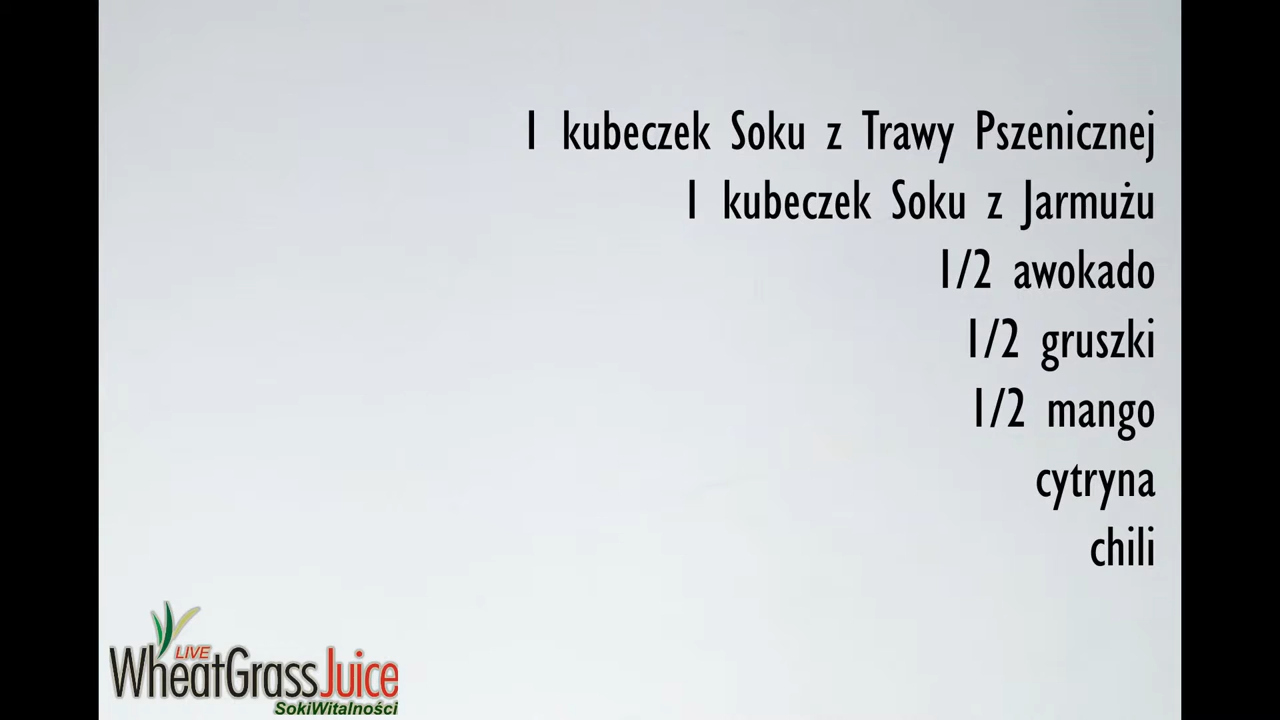 1 kubeczek Soku z Trawy Pszenicznej
1 kubeczek Soku z Jarmużu
1/2 awokado
1/2 gruszki
1/2 mango
cytryna
chili
LIVE
WheatGrassJuice
SokiWitalności